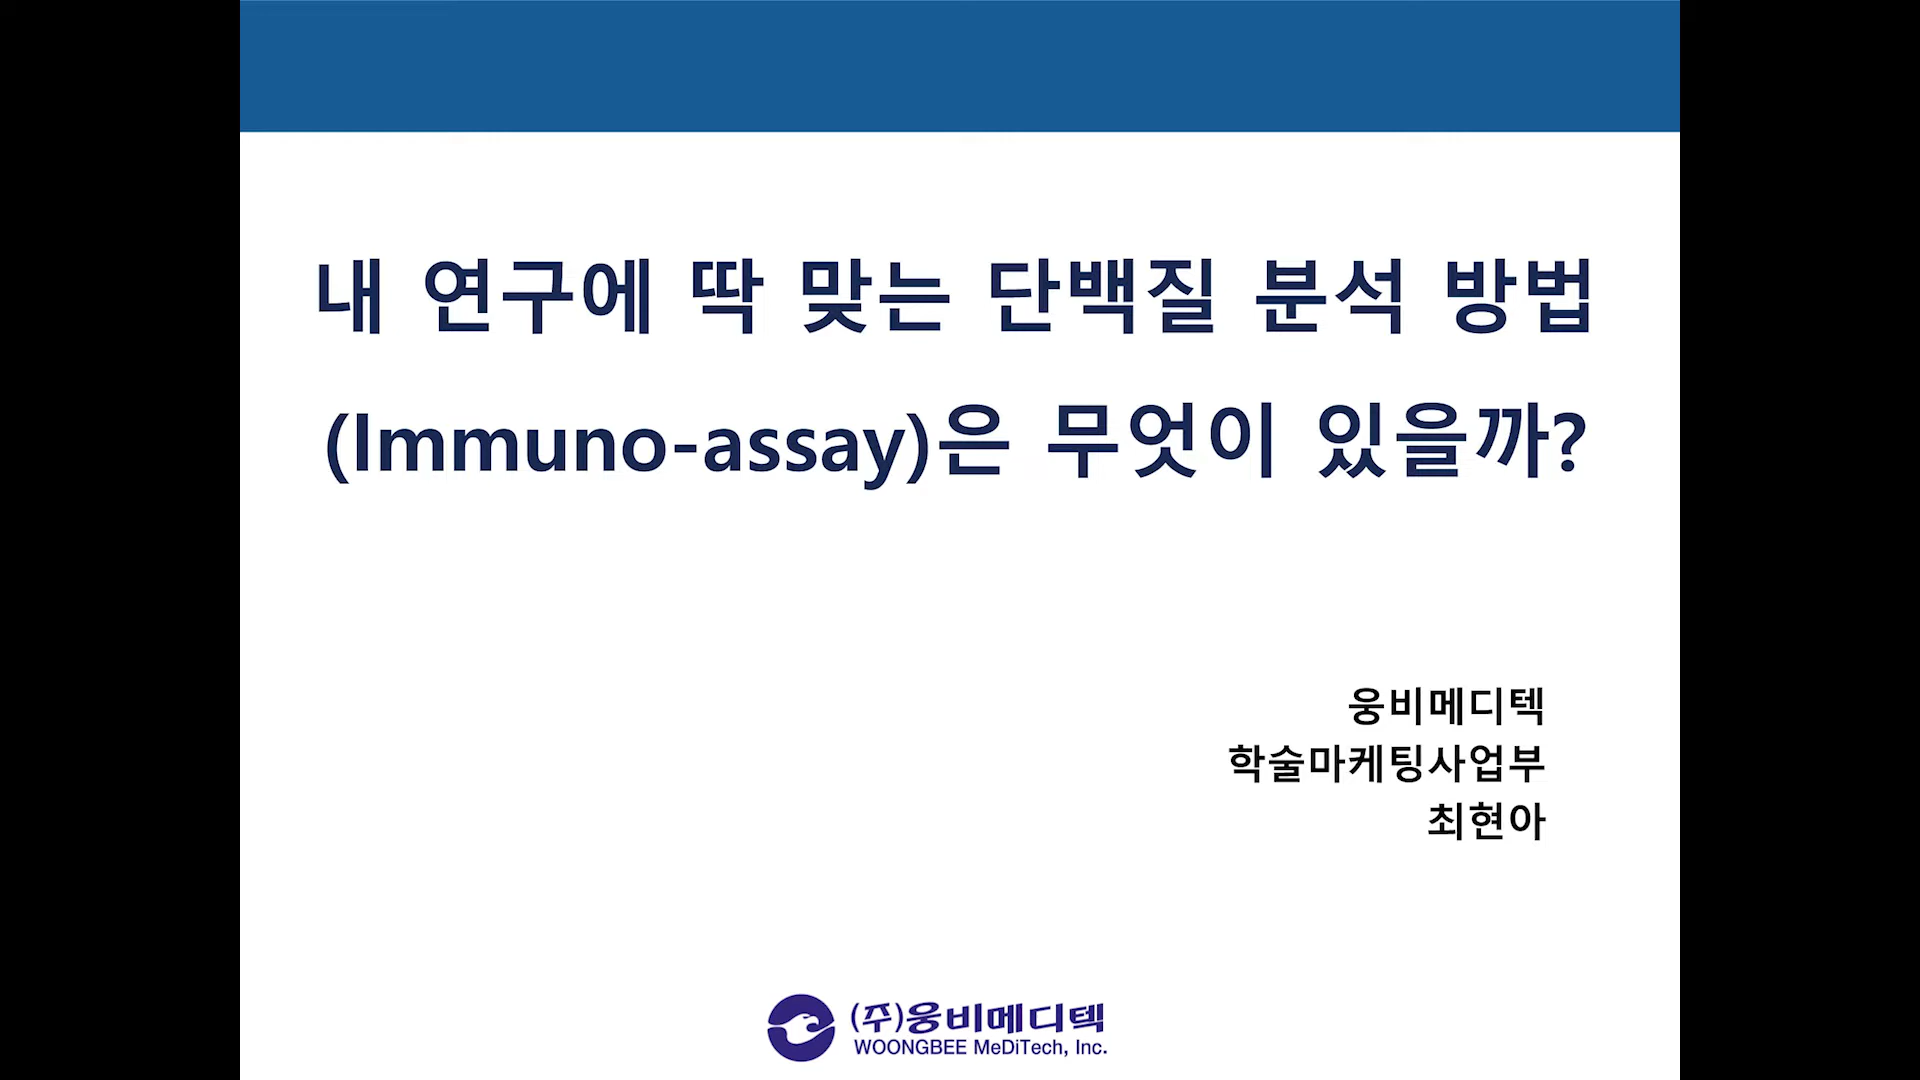 내 연구에 딱 맞는 단백질 분석 방법
(Immuno-assay)은 무엇이 있을까?
웅비메디텍
학술마케팅사업부
최현아
(주)웅비메디텍
WOONGBEE MeDiTech, Inc.